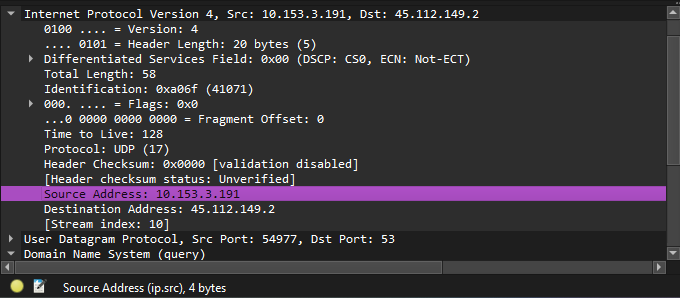 Internet Protocol Version 4, Src: 10.153.3.191, Dst: 45.112.149.2
0100 .... = Version: 4
.... 0101 = Header Length: 20 bytes (5)
Differentiated Services Field: 0x00 (DSCP: CS0, ECN: Not-ECT)
Total Length: 58
Identification: 0xa06f (41071)
000. .... = Flags: 0x0
...0 0000 0000 0000 = Fragment Offset: 0
Time to Live: 128
Protocol: UDP (17)
Header Checksum: 0x0000 [validation disabled]
[Header checksum status: Unverified]
Source Address: 10.153.3.191
Destination Address: 45.112.149.2
[Stream index: 10]
User Datagram Protocol, Src Port: 54977, Dst Port: 53
Domain Name System (query)
Source Address (ip.src), 4 bytes